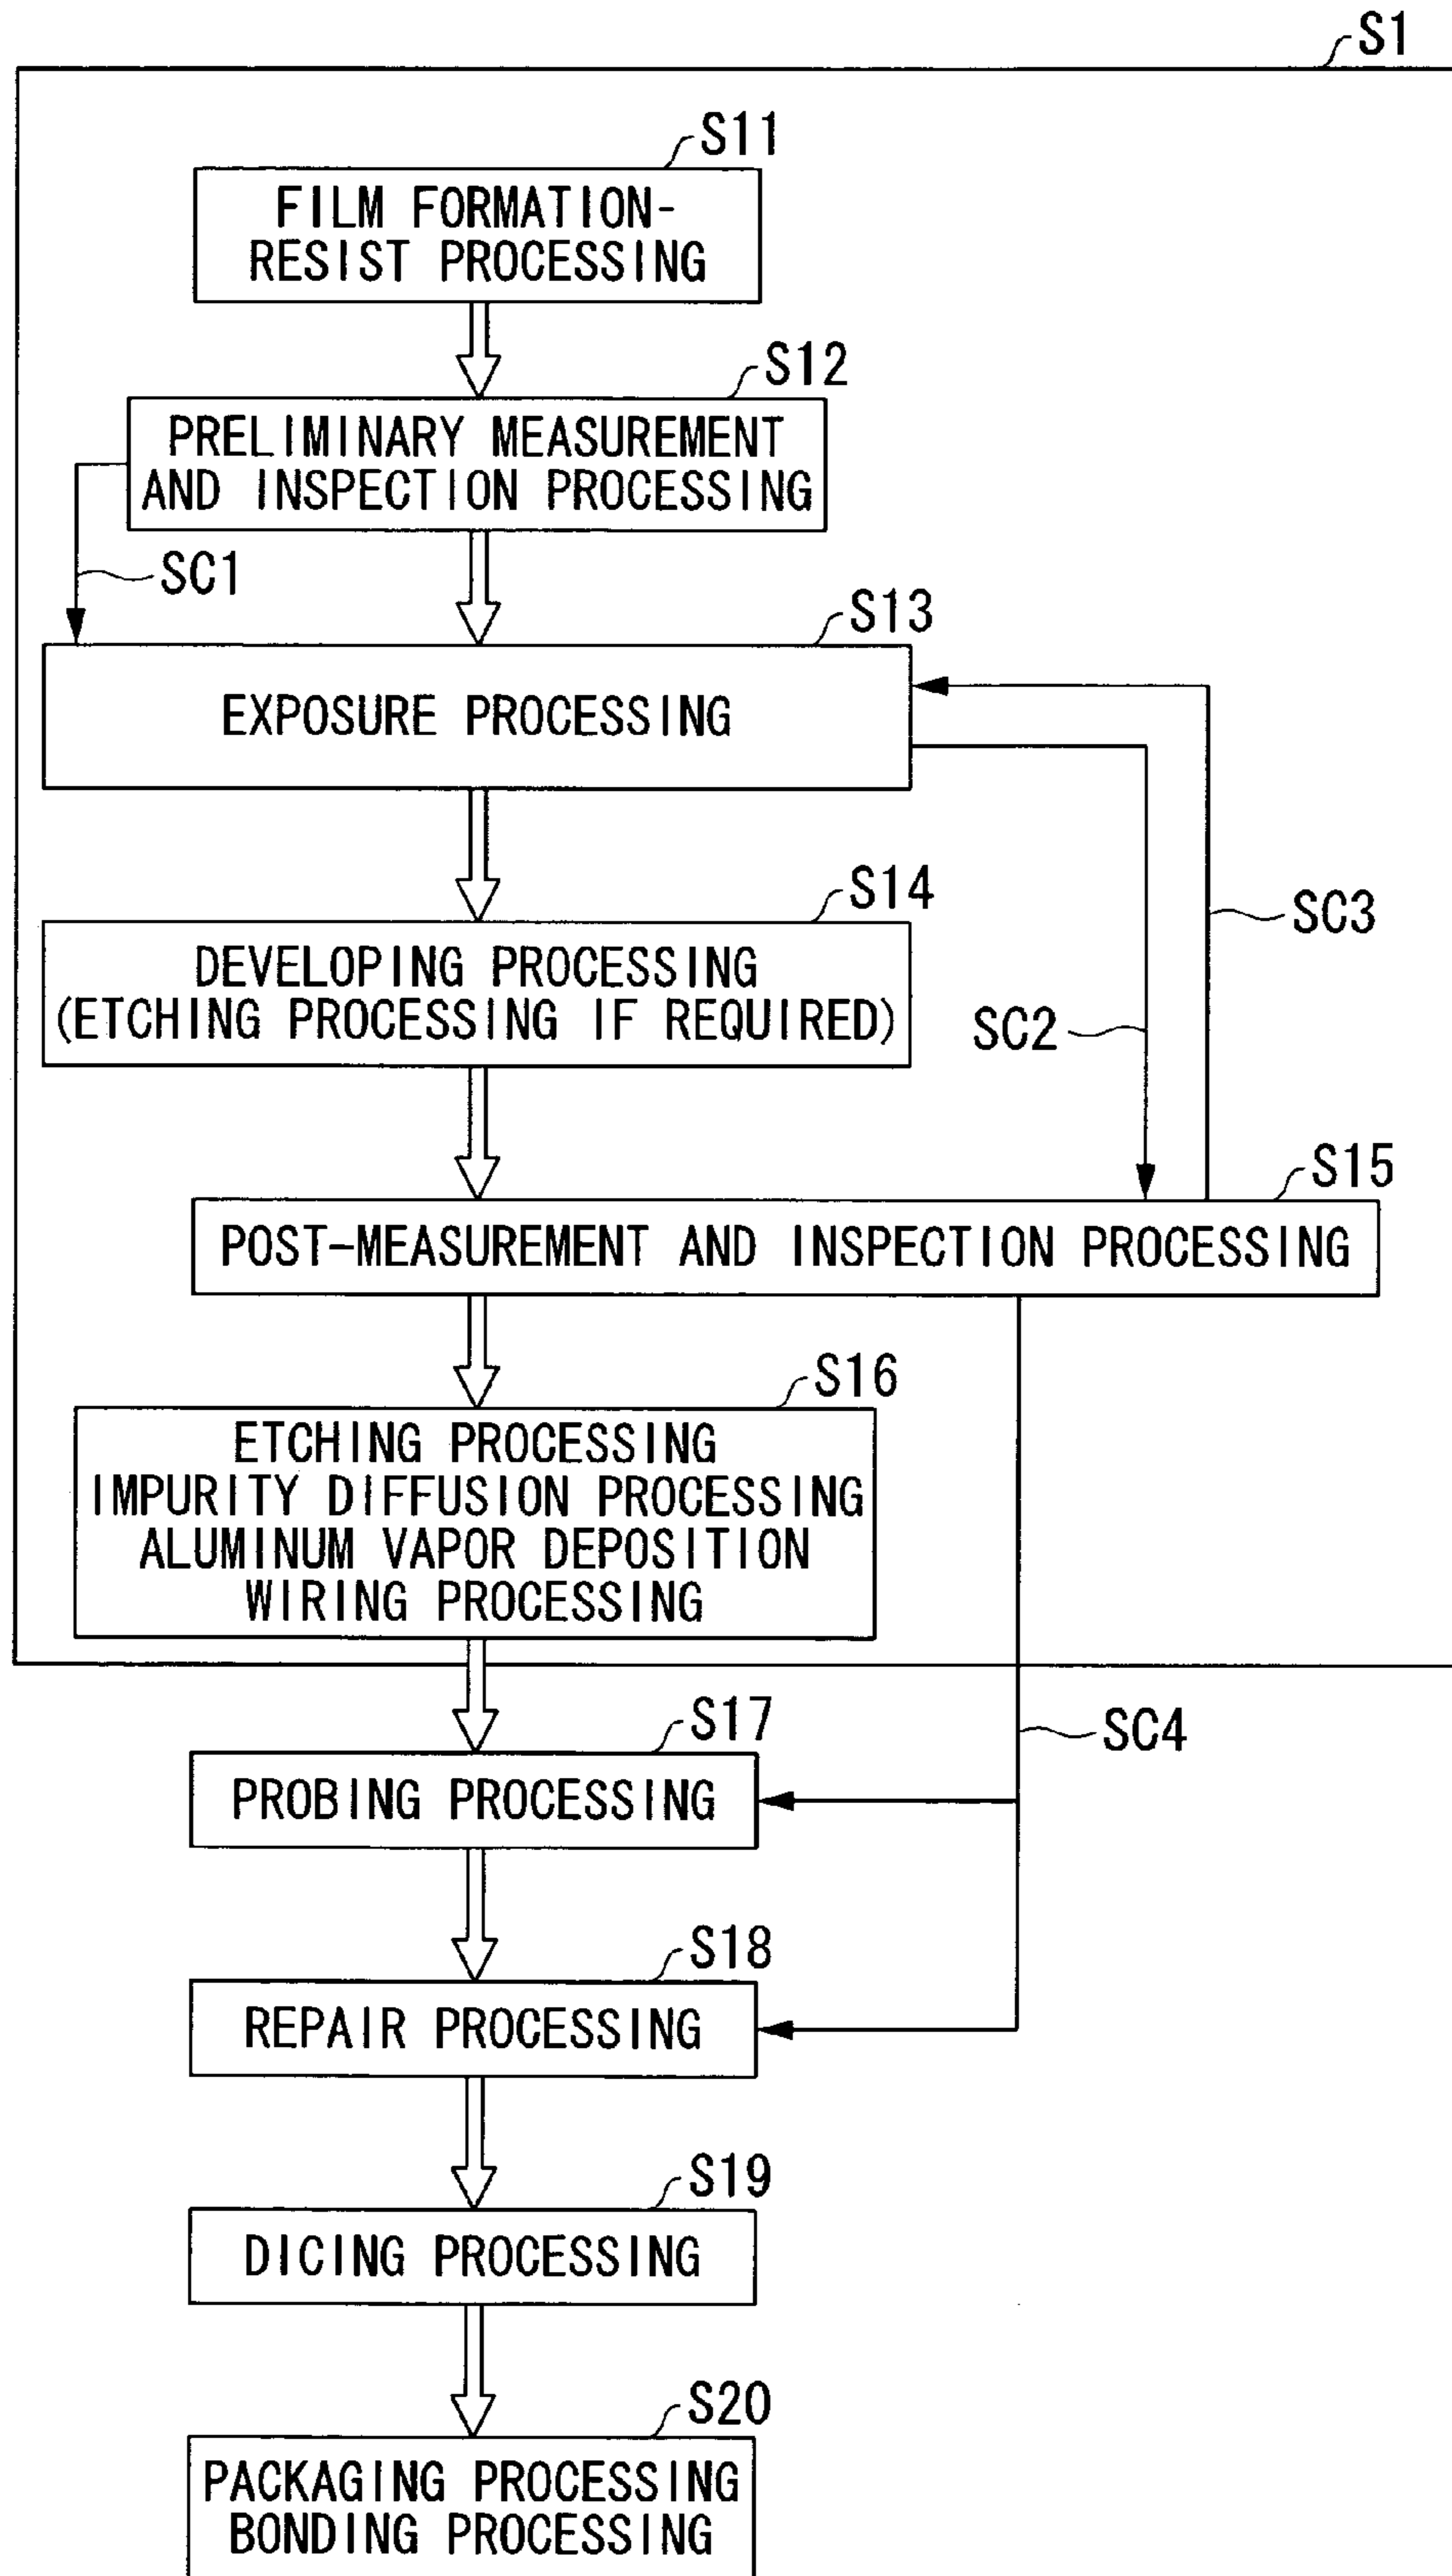 S1
S11
FILM FORMATION-
RESIST PROCESSING
S12
PRELIMINARY MEASUREMENT
AND INSPECTION PROCESSING
SC1
S13
EXPOSURE PROCESSING
S14
DEVELOPING PROCESSING
(ETCHING PROCESSING IF REQUIRED)
SC3
SC2
S15
POST-MEASUREMENT AND INSPECTION PROCESSING
S16
ETCHING PROCESSING
IMPURITY DIFFUSION PROCESSING
ALUMINUM VAPOR DEPOSITION
WIRING PROCESSING
S17
SC4
PROBING PROCESSING
S18
REPAIR PROCESSING
S19
DICING PROCESSING
S20
PACKAGING PROCESSING
BONDING PROCESSING